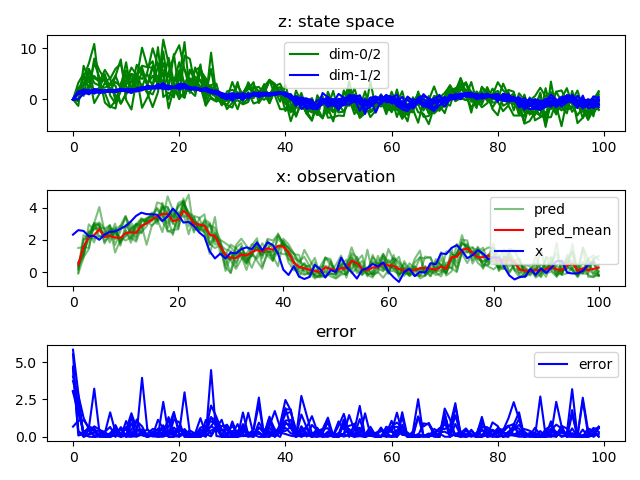 z: state space
10
0
dim-0/2
dim-1/2
0 20 40 60 80 100
x: observation
4
2
0
pred
pred_mean
x
0 20 40 60 80 100
error
5.0
2.5
0.0
error
0 20 40 60 80 100